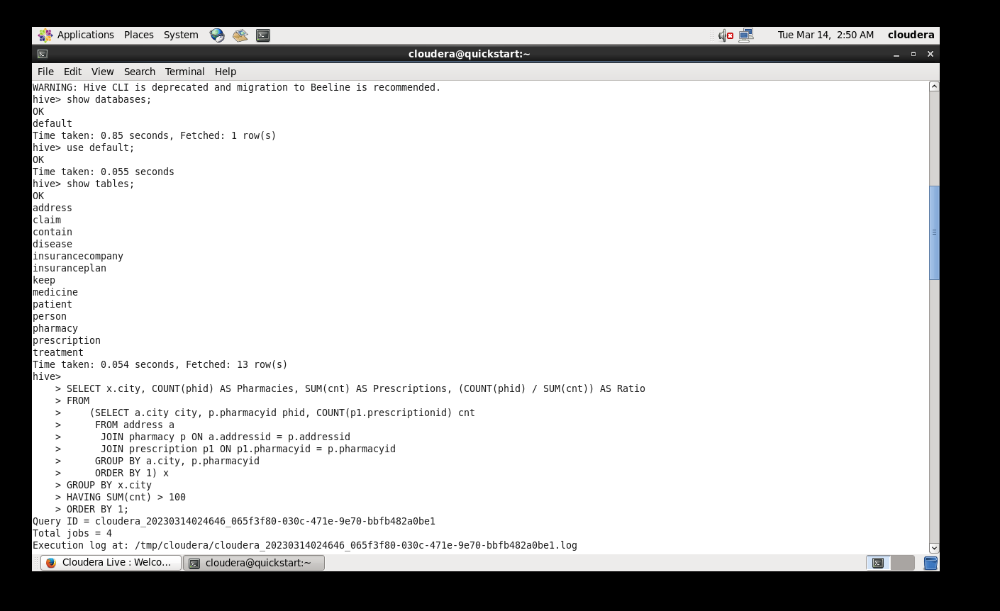 Applications Places System Tue Mar 14, 2:50 AM cloudera
cloudera@quickstart:~
File Edit View Search Terminal Help
WARNING: Hive CLI is deprecated and migration to Beeline is recommended.
hive> show databases;
OK
default
Time taken: 0.85 seconds, Fetched: 1 row(s)
hive> use default;
OK
Time taken: 0.055 seconds
hive> show tables;
OK
address
claim
contain
disease
insurancecompany
insuranceplan
keep
medicine
patient
person
pharmacy
prescription
treatment
Time taken: 0.054 seconds, Fetched: 13 row(s)
hive>
    > SELECT x.city, COUNT(phid) AS Pharmacies, SUM(cnt) AS Prescriptions, (COUNT(phid) / SUM(cnt)) AS Ratio
    > FROM
    >     (SELECT a.city city, p.pharmacyid phid, COUNT(p1.prescriptionid) cnt
    >      FROM address a
    >       JOIN pharmacy p ON a.addressid = p.addressid
    >       JOIN prescription p1 ON p1.pharmacyid = p.pharmacyid
    >      GROUP BY a.city, p.pharmacyid
    >      ORDER BY 1) x
    > GROUP BY x.city
    > HAVING SUM(cnt) > 100
    > ORDER BY 1;
Query ID = cloudera_20230314024646_065f3f80-030c-471e-9e70-bbfb482a0be1
Total jobs = 4
Execution log at: /tmp/cloudera/cloudera_20230314024646_065f3f80-030c-471e-9e70-bbfb482a0be1.log
Cloudera Live : Welco... cloudera@quickstart:~